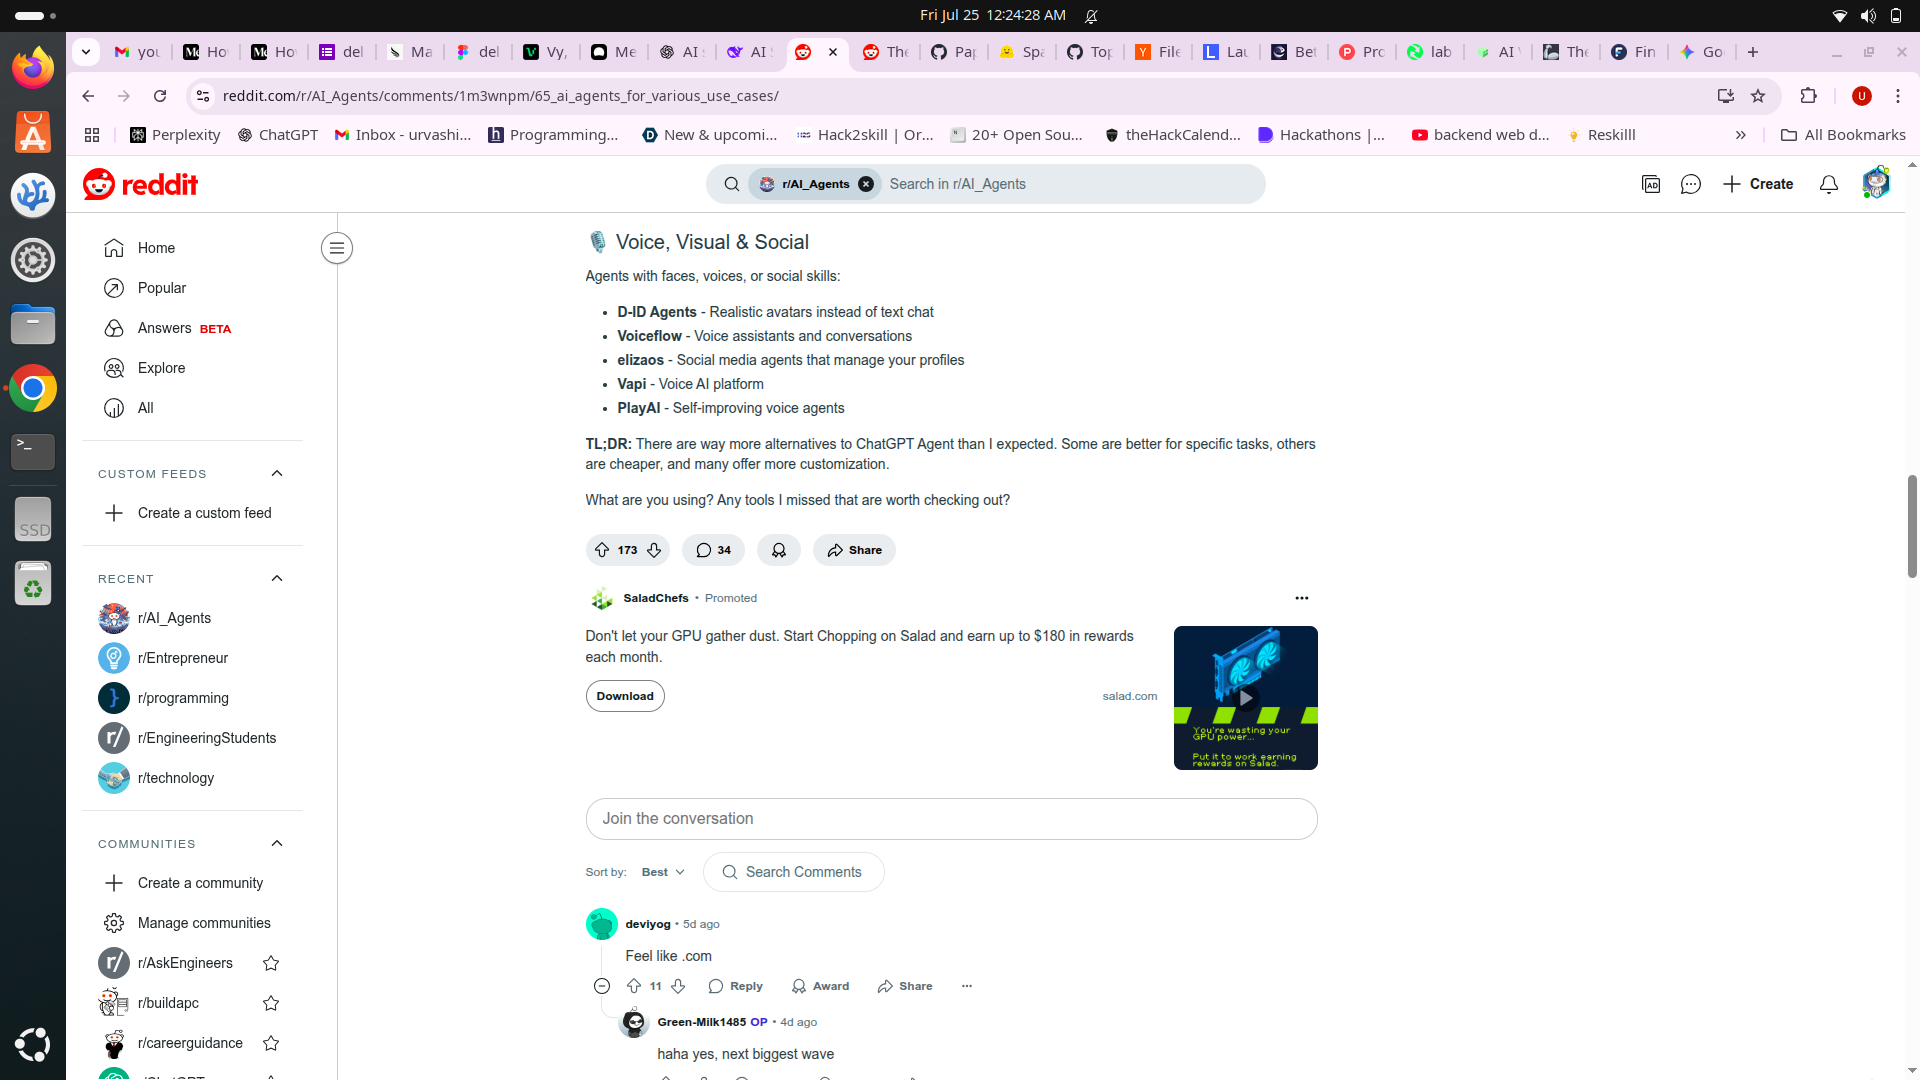 Fri Jul 25 12:24:28 AM
you
Ho
Ho
del
Ma
del
Vy,
Me
AI
AI
The
Pap
Spa
Top
File
Lau
Bet
Pro
lab
AI
The
Fin
Go
reddit.com/r/AI_Agents/comments/1m3wnpm/65_ai_agents_for_various_use_cases/
U
Perplexity
ChatGPT
Inbox - urvashi...
Programming...
New & upcomi...
Hack2skill | Or...
20+ Open Sou...
theHackCalend...
Hackathons |...
backend web d...
Reskilll
All Bookmarks
reddit
r/AI_Agents
Search in r/AI_Agents
Create
Home
Popular
Answers BETA
Explore
All
CUSTOM FEEDS
Create a custom feed
RECENT
r/AI_Agents
r/Entrepreneur
r/programming
r/EngineeringStudents
r/technology
COMMUNITIES
Create a community
Manage communities
r/AskEngineers
r/buildapc
r/careerguidance
SSD
Voice, Visual & Social
Agents with faces, voices, or social skills:
• D-ID Agents - Realistic avatars instead of text chat
• Voiceflow - Voice assistants and conversations
• elizaos - Social media agents that manage your profiles
• Vapi - Voice AI platform
• PlayAI - Self-improving voice agents
TL;DR: There are way more alternatives to ChatGPT Agent than I expected. Some are better for specific tasks, others
are cheaper, and many offer more customization.
What are you using? Any tools I missed that are worth checking out?
173
34
Share
SaladChefs • Promoted
Don't let your GPU gather dust. Start Chopping on Salad and earn up to $180 in rewards
each month.
Download
salad.com
You're wasting your
GPU power...
Put it to work earning
rewards on Salad.
Join the conversation
Sort by: Best
Search Comments
deviyog • 5d ago
Feel like .com
11
Reply
Award
Share
Green-Milk1485 OP • 4d ago
haha yes, next biggest wave